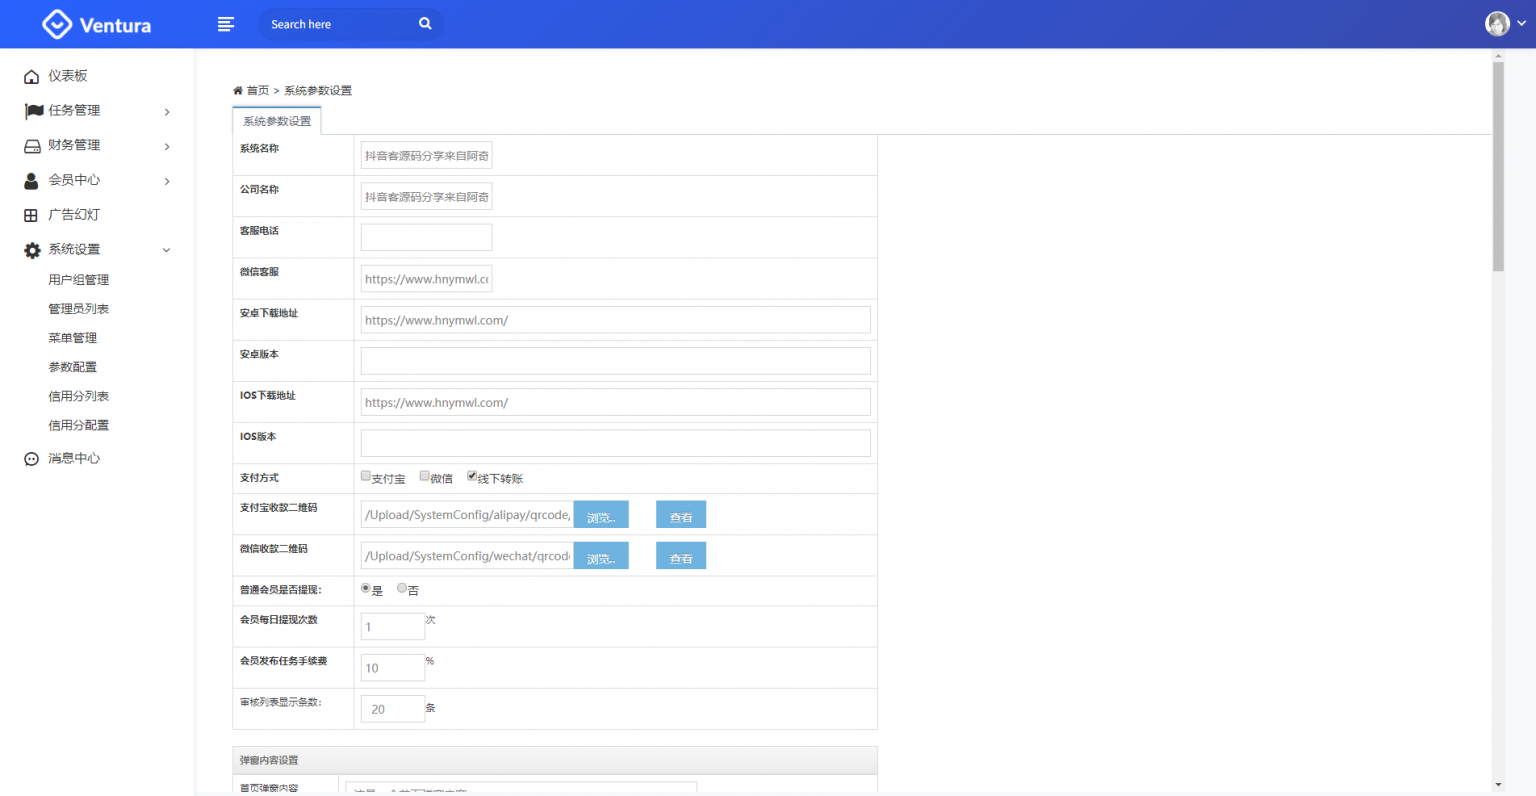 Ventura
Search here
仪表板
任务管理
财务管理
会员中心
广告幻灯
系统设置
用户组管理
管理员列表
菜单管理
参数配置
信用分列表
信用分配置
消息中心
首页 > 系统参数设置
系统参数设置
系统名称 抖音客源码分享来自阿奇
公司名称 抖音客源码分享来自阿奇
客服电话
微信客服 https://www.hnymwl.co
安卓下载地址 https://www.hnymwl.com/
安卓版本
IOS下载地址 https://www.hnymwl.com/
IOS版本
支付方式 支付宝 微信 线下转账
支付宝收款二维码 /Upload/SystemConfig/alipay/qrcode, 浏览.. 查看
微信收款二维码 /Upload/SystemConfig/wechat/qrcod 浏览.. 查看
普通会员是否提现: 是 否
会员每日提现次数 1 次
会员发布任务手续费 10 %
审核列表显示条数: 20 条
弹窗内容设置
首页弹窗内容